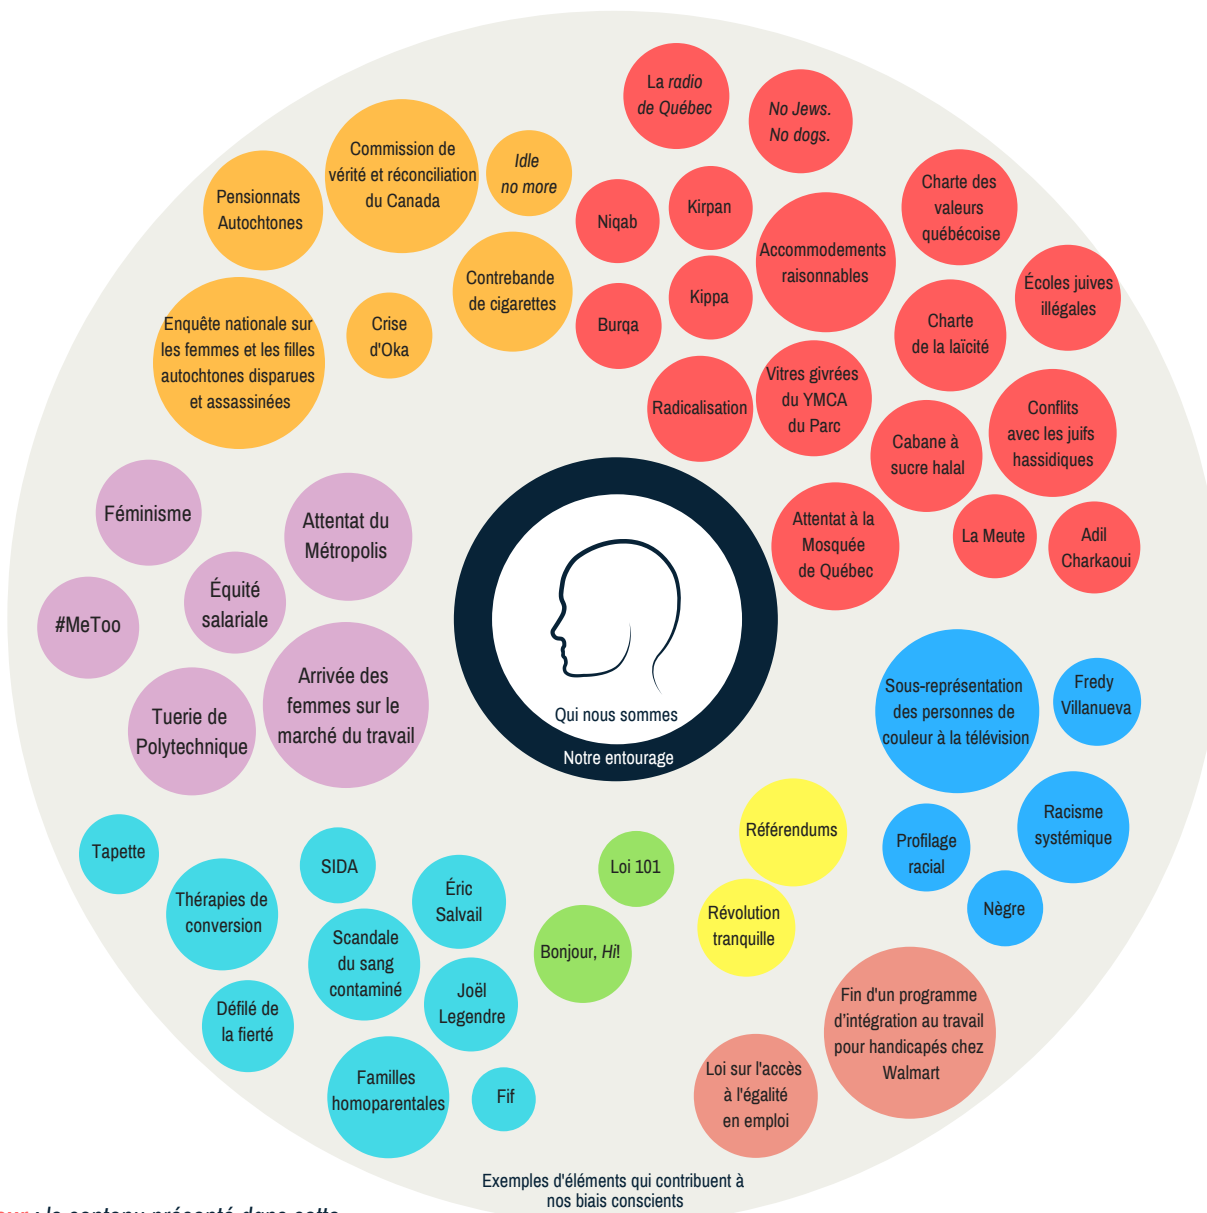 La radio
de Québec
No Jews.
No dogs.
Commission de
vérité et réconciliation
du Canada
Idle
no more
Pensionnats
Autochtones
Niqab
Kirpan
Charte des
valeurs
québécoise
Accommodements
raisonnables
Contrebande
de cigarettes
Kippa
Écoles juives
illégales
Enquête nationale sur
les femmes et les filles
autochtones disparues
et assassinées
Crise
d'Oka
Burqa
Charte
de la laïcité
Radicalisation
Vitres givrées
du YMCA
du Parc
Conflits
avec les juifs
hassidiques
Cabane à
sucre halal
Féminisme
Attentat du
Métropolis
Attentat à la
Mosquée
de Québec
La Meute
Adil
Charkaoui
Équité
salariale
#MeToo
Arrivée des
femmes sur le
marché du travail
Tuerie de
Polytechnique
Qui nous sommes
Notre entourage
Sous-représentation
des personnes de
couleur à la télévision
Fredy
Villanueva
Référendums
Racisme
systémique
Profilage
racial
Nègre
Révolution
tranquille
Tapette
SIDA
Thérapies de
conversion
Éric
Salvail
Loi 101
Bonjour, Hi!
Scandale
du sang
contaminé
Joël
Legendre
Défilé de
la fierté
Familles
homoparentales
Fif
Fin d'un programme
d'intégration au travail
pour handicapés chez
Walmart
Loi sur l'accès
à l'égalité
en emploi
Exemples d'éléments qui contribuent à
nos biais conscients
: le contenu présenté dans cette